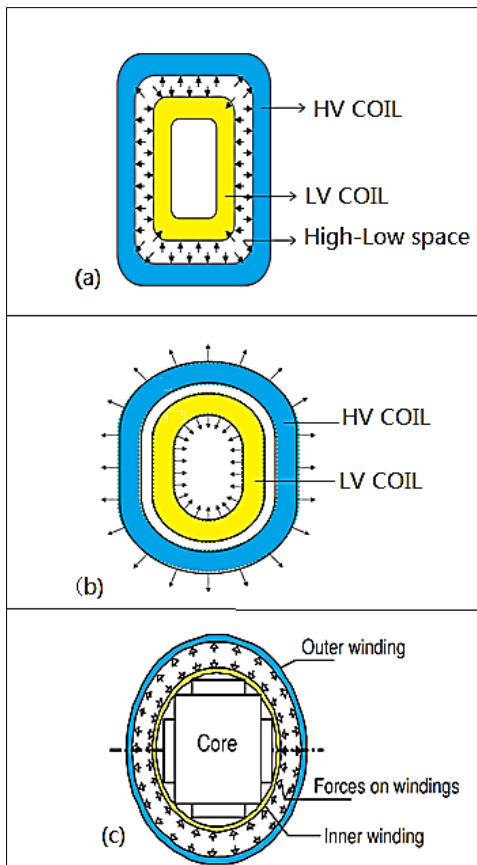 HV COIL
LV COIL
High-Low space
(a)
HV COIL
LV COIL
(b)
Outer winding
Core
Forces on windings
Inner winding
(c)